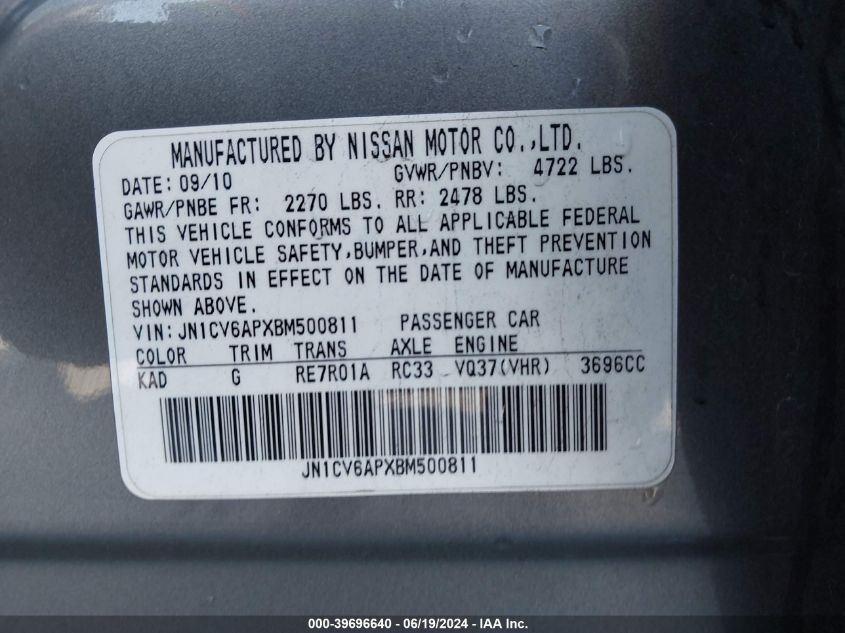 MANUFACTURED BY NISSAN MOTOR CO.,LTD.
DATE: 09/10 GVWR/PNBV: 4722 LBS.
GAWR/PNBE FR: 2270 LBS. RR: 2478 LBS.
THIS VEHICLE CONFORMS TO ALL APPLICABLE FEDERAL
MOTOR VEHICLE SAFETY,BUMPER,AND THEFT PREVENTION
STANDARDS IN EFFECT ON THE DATE OF MANUFACTURE
SHOWN ABOVE.
VIN:JN1CV6APXBM500811 PASSENGER CAR
COLOR TRIM TRANS AXLE ENGINE
KAD G RE7R01A RC33 VQ37(VHR) 3696CC
JN1CV6APXBM500811
000-39696640 - 06/19/2024 - IAA Inc.